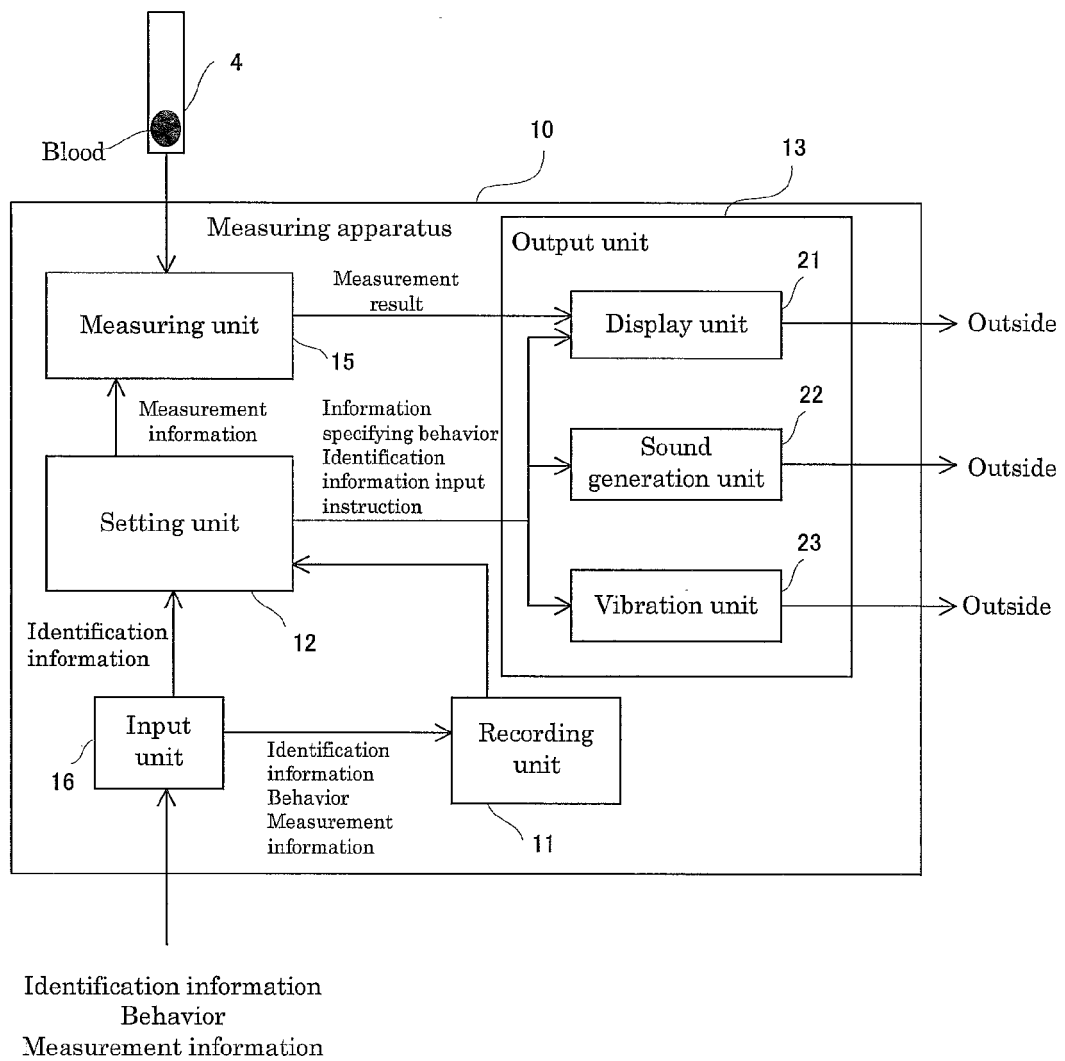 4
Blood
10
13
Measuring apparatus
Output unit
21
Measurement
result
Measuring unit
Display unit
Outside
15
22
Measurement
information
Information
specifying behavior
Identification
information input
instruction
Sound
generation unit
Outside
Setting unit
23
Vibration unit
Outside
Identification
information
12
Input
unit
Recording
unit
16
Identification
information
Behavior
Measurement
information
11
Identification information
Behavior
Measurement information